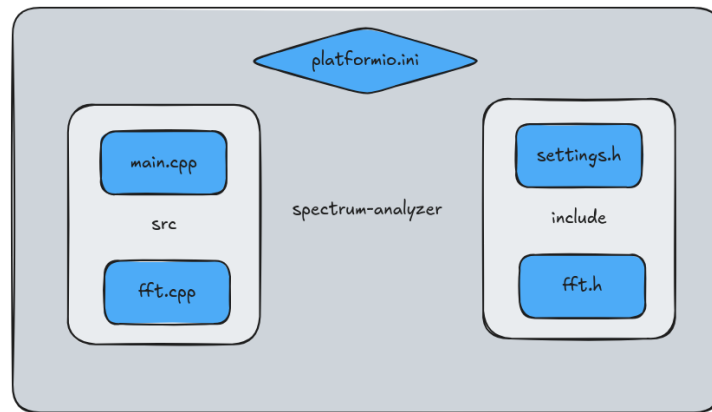 platformio.ini
main.cpp
settings.h
spectrum-analyzer
src
include
fft.cpp
fft.h